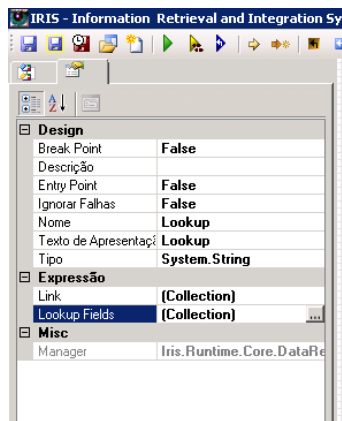 IRIS - Information Retrieval and Integration Sy
Design
Break Point False
Descrição
Entry Point False
Ignorar Falhas False
Nome Lookup
Texto de Apresentaçã Lookup
Tipo System.String
Expressão
Link (Collection)
Lookup Fields (Collection) ...
Misc
Manager Iris.Runtime.Core.DataRe